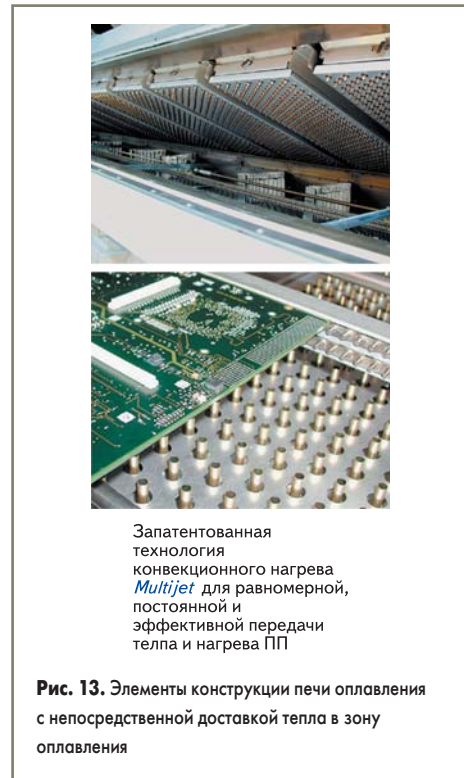 Запатентованная
технология
конвекционного нагрева
Multijet для равномерной,
постоянной и
эффективной передачи
телпа и нагрева ПП
Рис. 13. Элементы конструкции печи оплавления
с непосредственной доставкой тепла в зону
оплавления